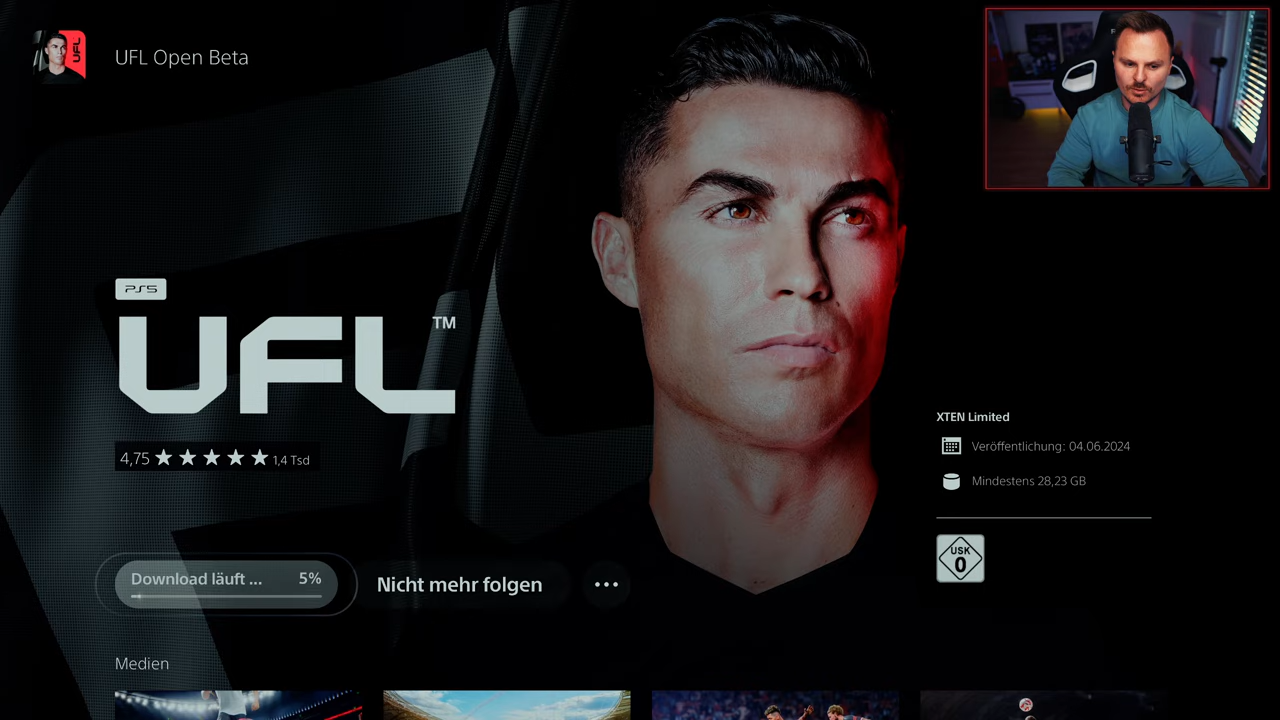 UFL
UFL Open Beta
PS5
UFL™
4,75
1,4 Tsd
XTEN Limited
Veröffentlichung: 04.06.2024
Mindestens 28,23 GB
USK
0
Download läuft ...
5%
Nicht mehr folgen
Medien